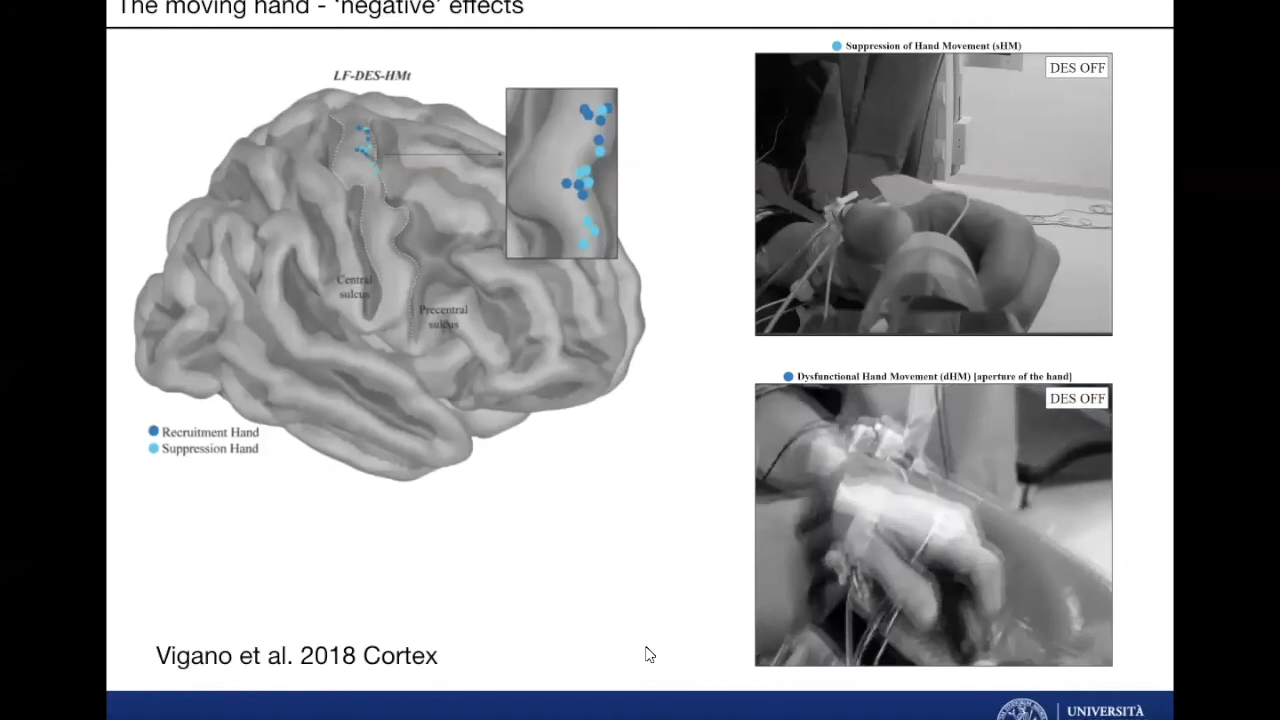 The moving hand - ‘negative’ effects
LF-DES-HMt
Central
sulcus
Precentral
sulcus
Recruitment Hand
Suppression Hand
Suppression of Hand Movement (sHM)
DES OFF
Dysfunctional Hand Movement (dHM) [aperture of the hand]
DES OFF
Vigano et al. 2018 Cortex
UNIVERSITÀ